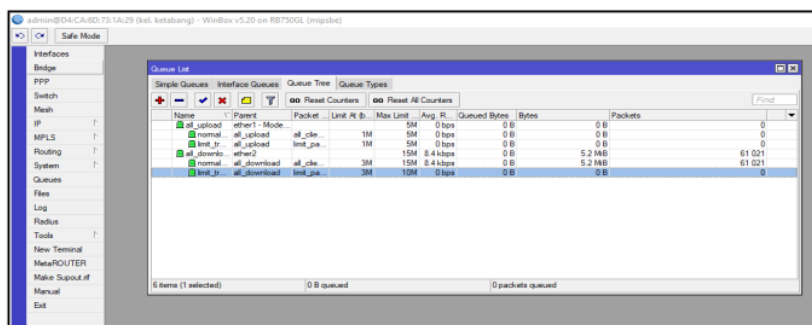 admin@D4:CA:6D:73:1A:29 (kel. ketabang) - WinBox v5.20 on RB750GL (mipsbe)
Safe Mode
Interfaces
Bridge
PPP
Switch
Mesh
IP
MPLS
Routing
System
Queues
Files
Log
Radius
Tools
New Terminal
MetaROUTER
Make Supout.rif
Manual
Exit
Queue List
Simple Queues Interface Queues Queue Tree Queue Types
00 Reset Counters 00 Reset All Counters Find
Name Parent Packet ... Limit At (b... Max Limit ... Avg. R... Queued Bytes Bytes Packets
all_upload ether1 - Mode... 5M 0 bps 0 B 0 B 0
normal... all_upload all_clie... 1M 5M 0 bps 0 B 0 B 0
limit_tr... all_upload limit_pa... 1M 5M 0 bps 0 B 0 B 0
all_downlo... ether2 15M 8.4 kbps 0 B 5.2 MiB 61 021
normal... all_download all_clie... 3M 15M 8.4 kbps 0 B 5.2 MiB 61 021
limit_tr... all_download limit_pa... 3M 10M 0 bps 0 B 0 B 0
6 items (1 selected) 0 B queued 0 packets queued